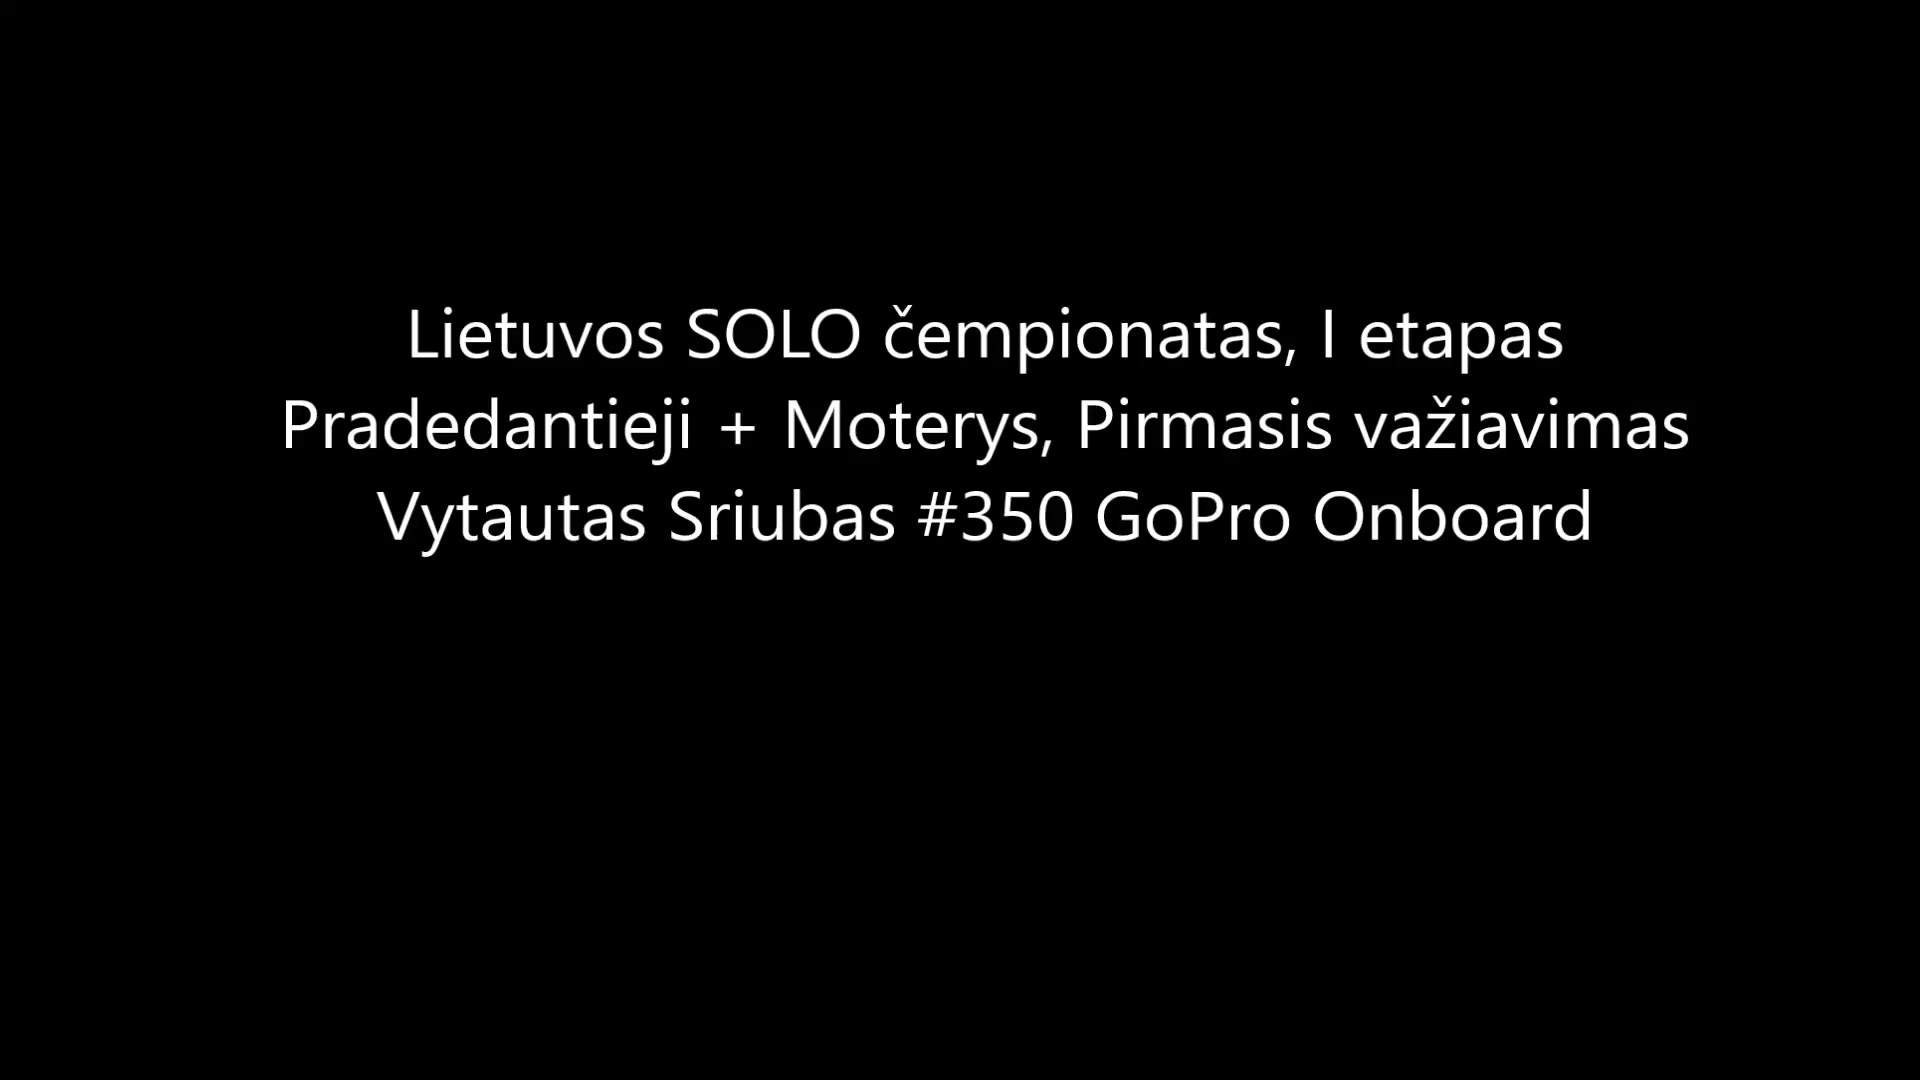 Lietuvos SOLO čempionatas, I etapas
Pradedantieji + Moterys, Pirmasis važiavimas
Vytautas Sriubas #350 GoPro Onboard